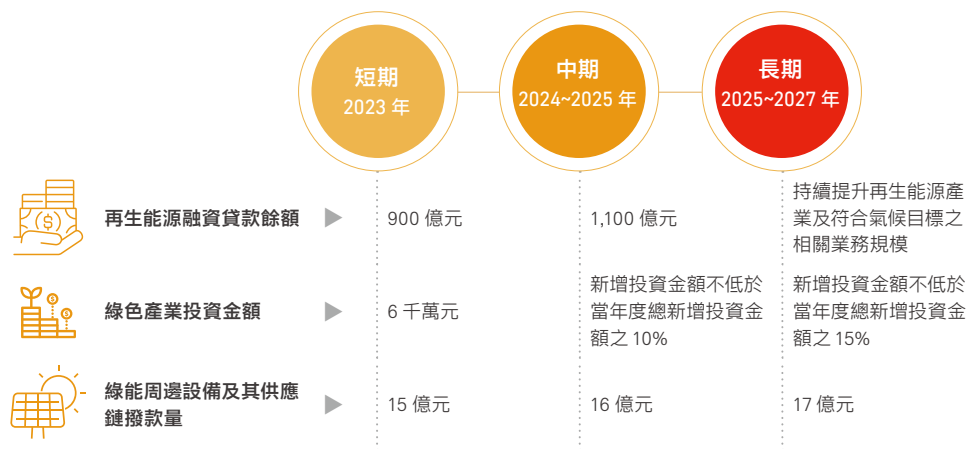 短期
2023 年
中期
2024~2025 年
長期
2025~2027 年
再生能源融資貸款餘額
900 億元
1,100 億元
持續提升再生能源產
業及符合氣候目標之
相關業務規模
綠色產業投資金額
6 千萬元
新增投資金額不低於
當年度總新增投資金
額之 10%
新增投資金額不低於
當年度總新增投資金
額之 15%
綠能周邊設備及其供應
鏈撥款量
15 億元
16 億元
17 億元